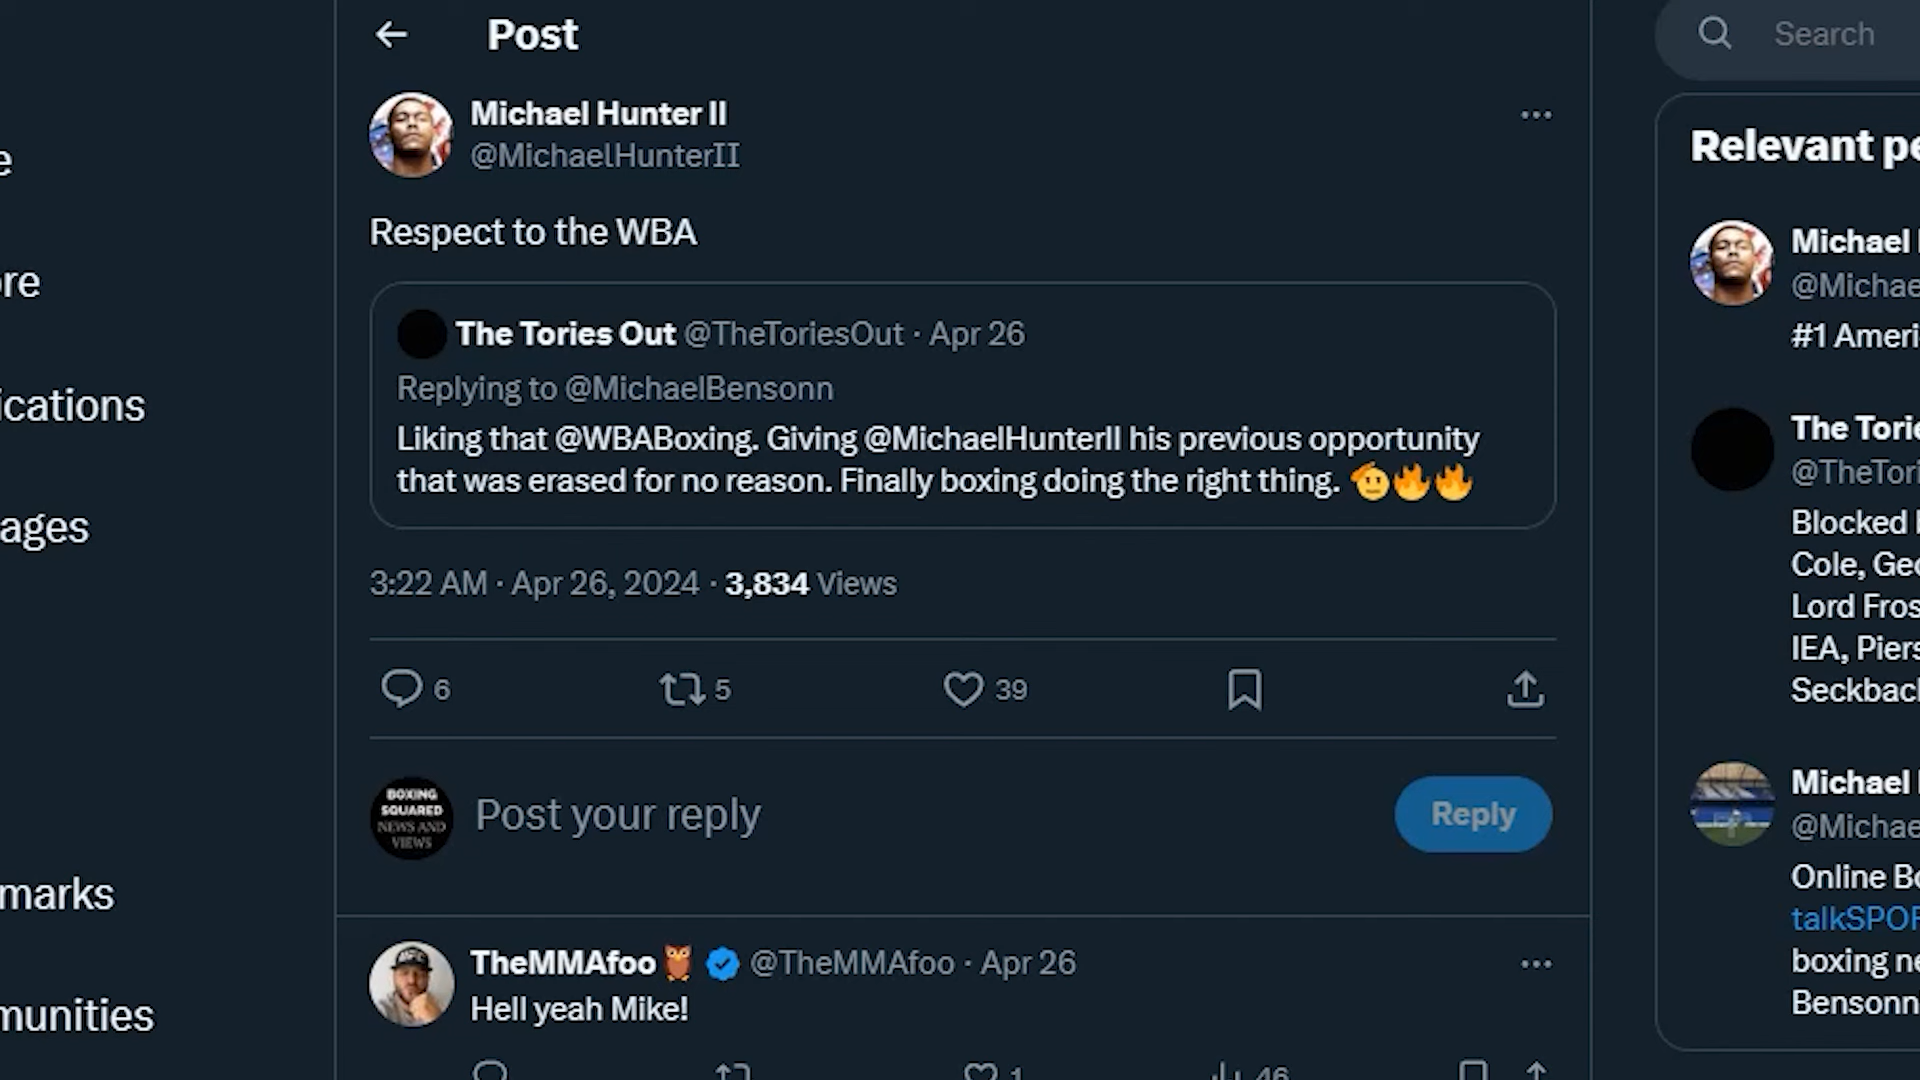 Post
Search
Michael Hunter II
@MichaelHunterII
Respect to the WBA
The Tories Out @TheToriesOut · Apr 26
Replying to @MichaelBensonn
Liking that @WBABoxing. Giving @MichaelHunterII his previous opportunity
that was erased for no reason. Finally boxing doing the right thing. 🫡🔥🔥
3:22 AM · Apr 26, 2024 · 3,834 Views
6 5 39
BOXING
SQUARED
NEWS AND
VIEWS
Post your reply
Reply
TheMMAfoo🦉 @TheMMAfoo · Apr 26
Hell yeah Mike!
1 46
e
re
ications
ages
marks
munities
Relevant pe
Michael
@Michae
#1 Ameri
The Torie
@TheTori
Blocked
Cole, Geo
Lord Fros
IEA, Piers
Seckbach
Michael
@Michae
Online Bo
talkSPOR
boxing ne
Bensonn